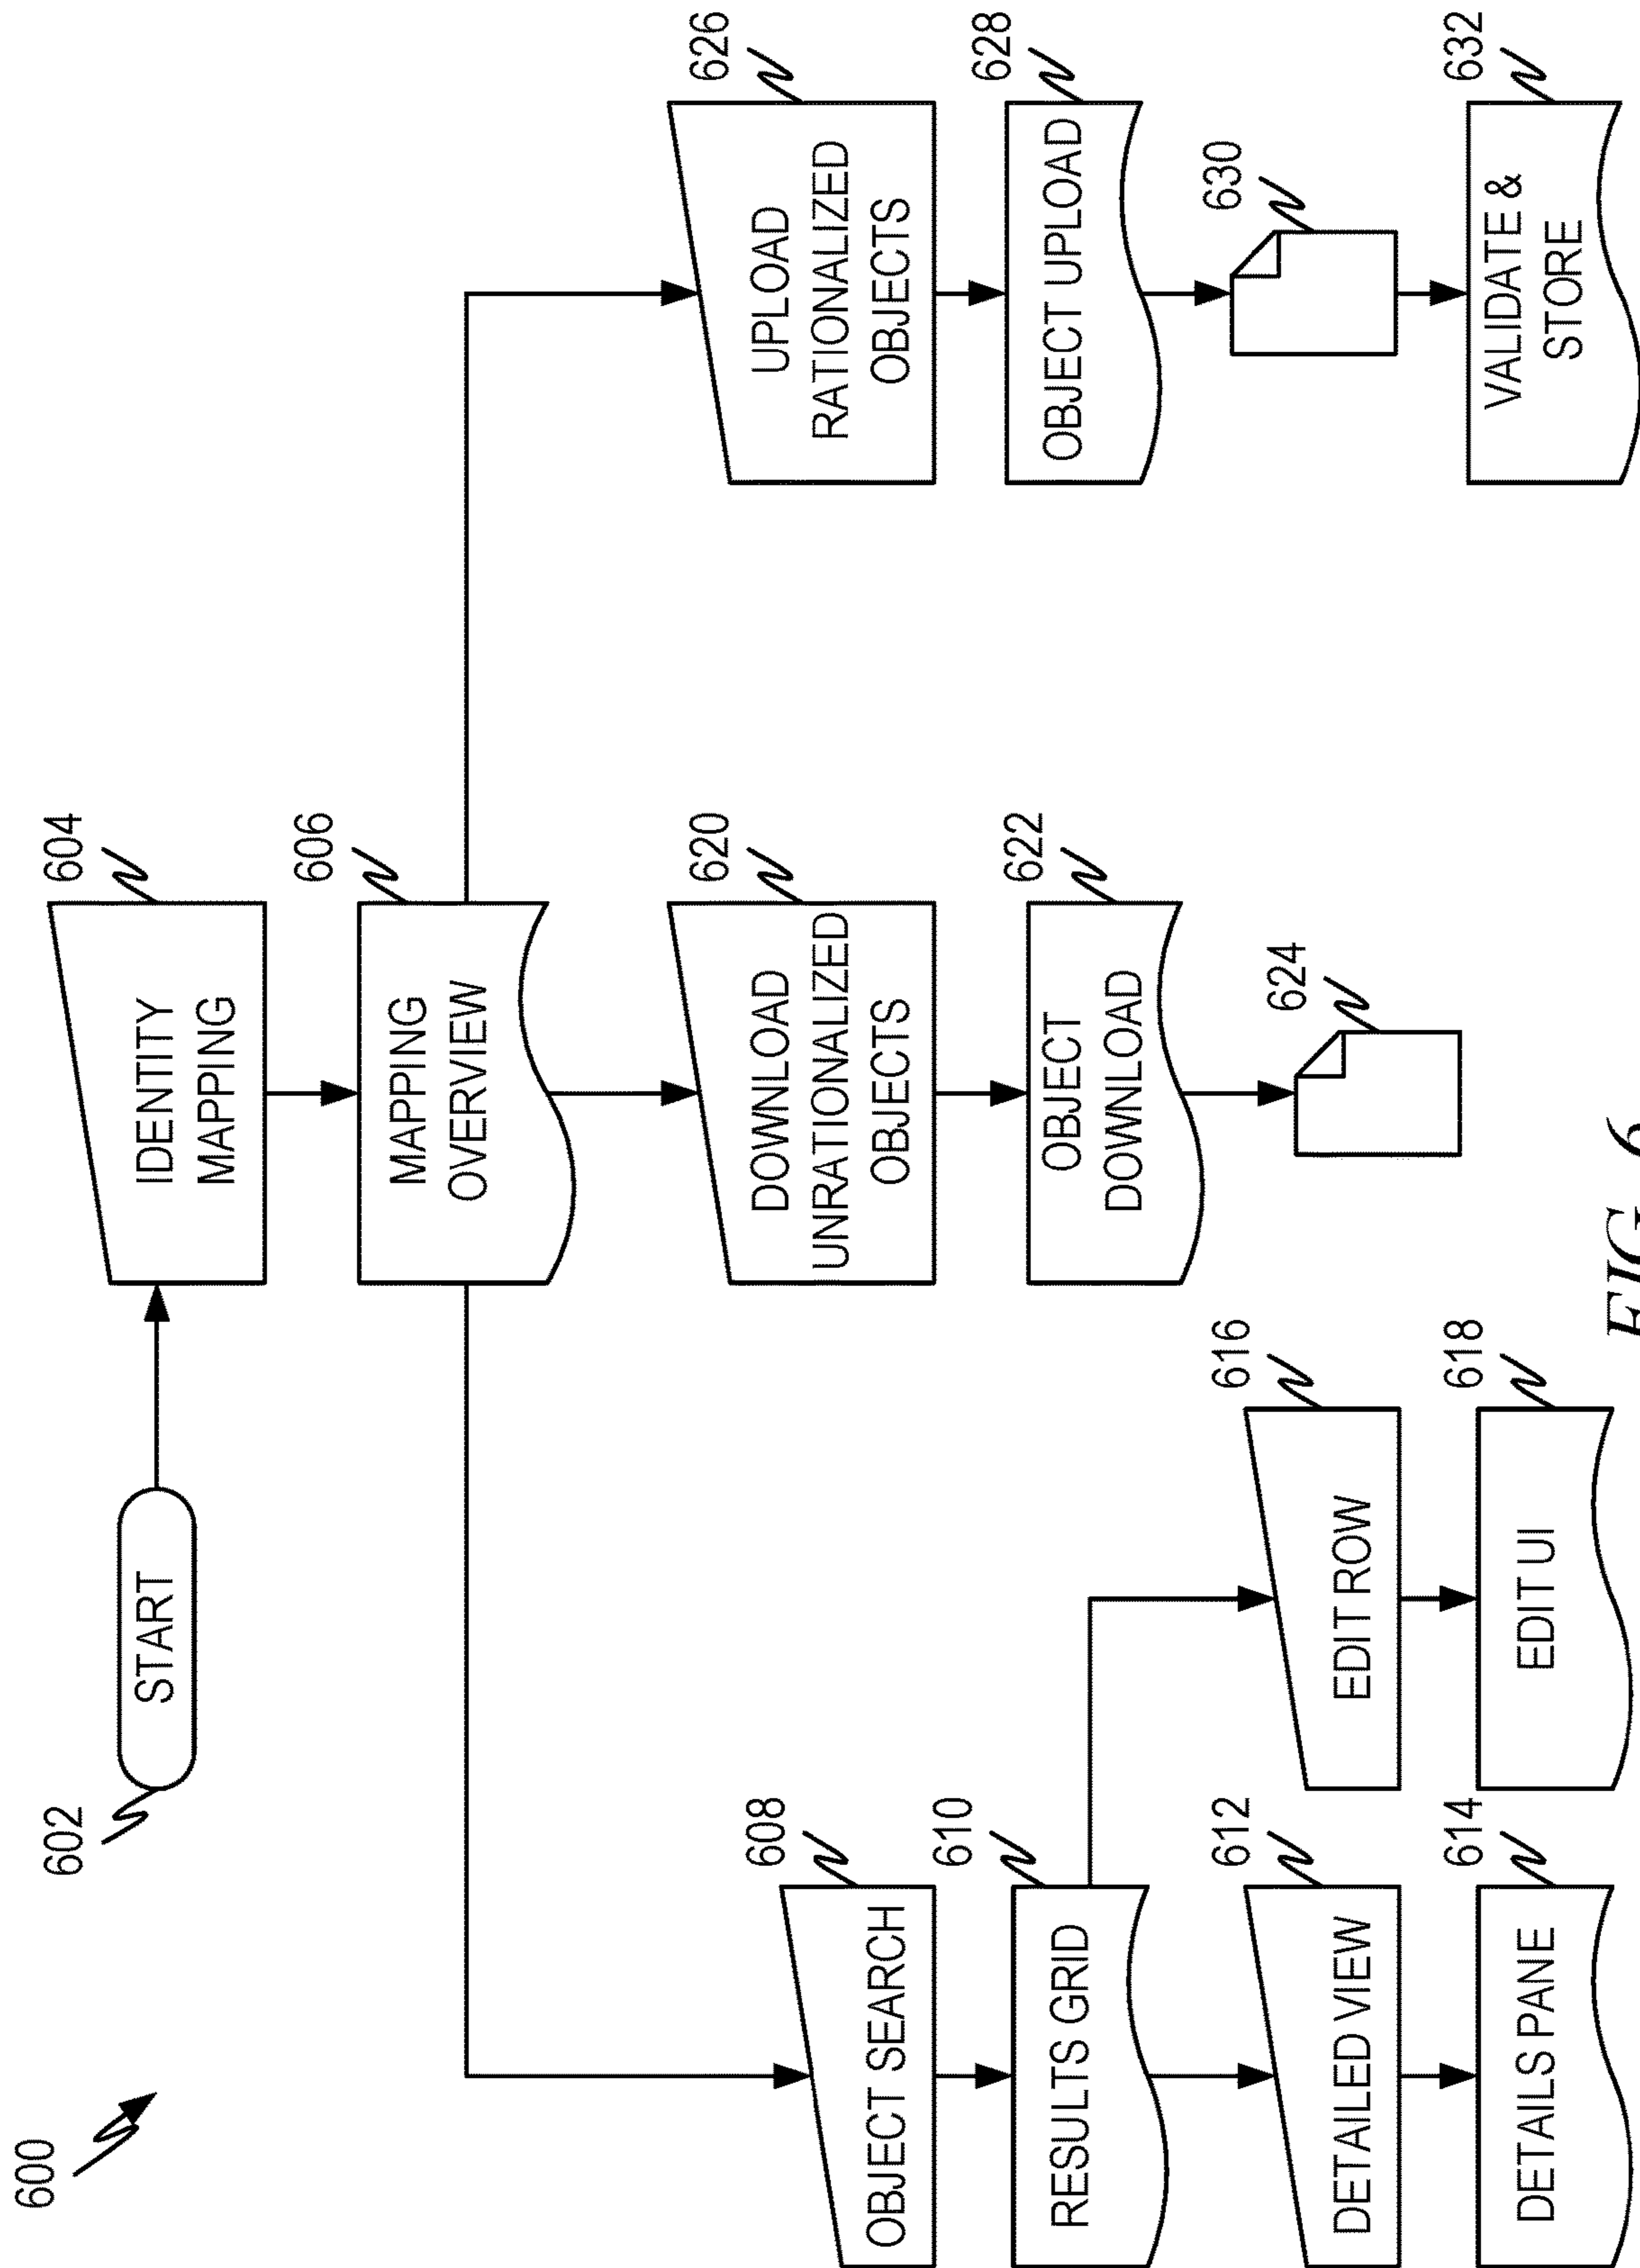 600
602
START
604
IDENTITY
MAPPING
606
MAPPING
OVERVIEW
608
OBJECT SEARCH
610
RESULTS GRID
612
DETAILED VIEW
614
DETAILS PANE
616
EDIT ROW
618
EDIT UI
620
DOWNLOAD
UNRATIONALIZED
OBJECTS
622
OBJECT
DOWNLOAD
624
626
UPLOAD
RATIONALIZED
OBJECTS
628
OBJECT UPLOAD
630
632
VALIDATE &
STORE
FIG. 6